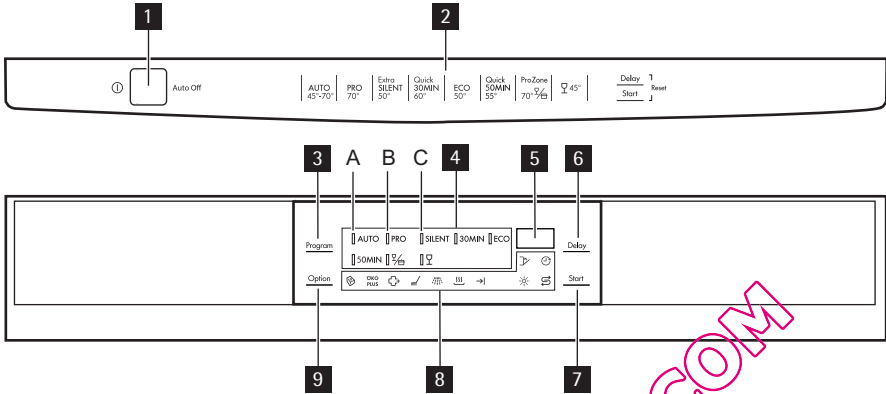 1 2
Auto Off
AUTO 45°-70°
PRO 70°
Extra SILENT 50°
Quick 30MIN 60°
ECO 50°
Quick 50MIN 55°
ProZone 70°
45°
Delay
Start
Reset
3 A B C 4 5 6
Program
AUTO PRO SILENT 30MIN ECO
Delay
50MIN
Option
ÖKO PLUS
Start
9 8 7
.COM